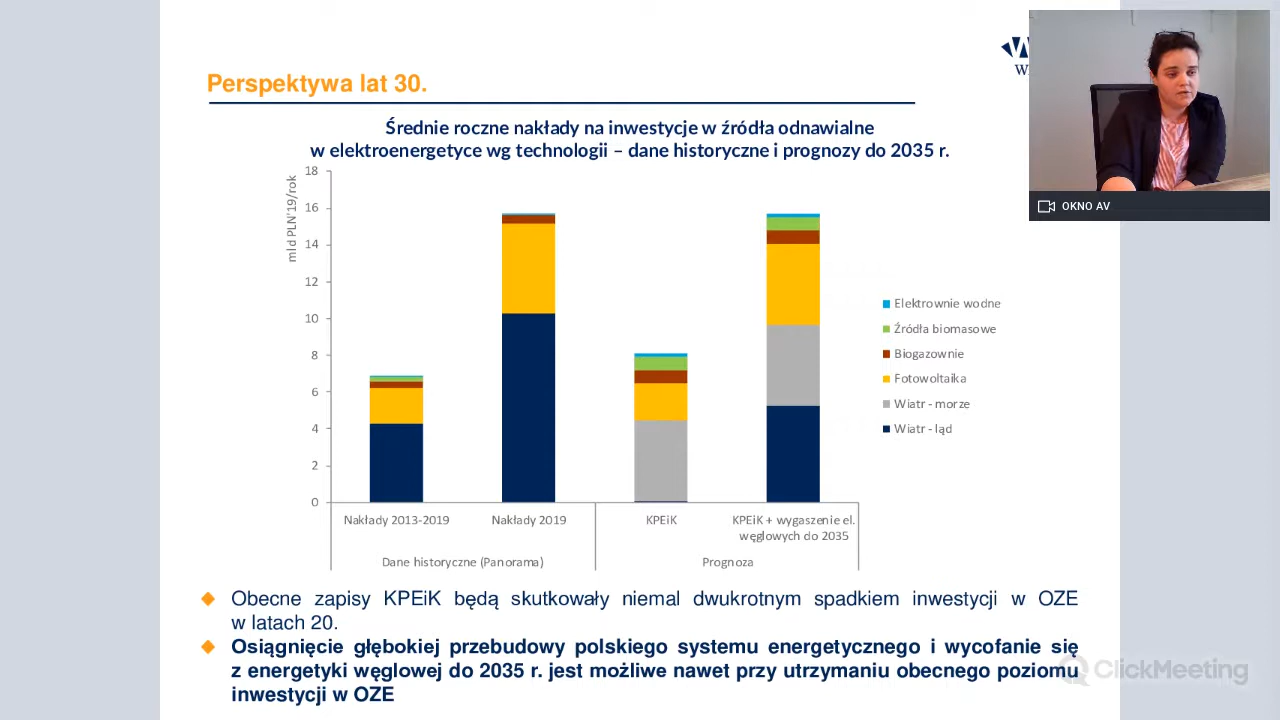 Perspektywa lat 30.
W
W
OKNO AV
Średnie roczne nakłady na inwestycje w źródła odnawialne
w elektroenergetyce wg technologii – dane historyczne i prognozy do 2035 r.
mld PLN'19/rok
18
16
14
12
10
8
6
4
2
0
Elektrownie wodne
Źródła biomasowe
Biogazownie
Fotowoltaika
Wiatr - morze
Wiatr - ląd
Nakłady 2013-2019
Nakłady 2019
KPEiK
KPEiK + wygaszenie el.
węglowych do 2035
Dane historyczne (Panorama)
Prognoza
Obecne zapisy KPEiK będą skutkowały niemal dwukrotnym spadkiem inwestycji w OZE
w latach 20.
Osiągnięcie głębokiej przebudowy polskiego systemu energetycznego i wycofanie się
z energetyki węglowej do 2035 r. jest możliwe nawet przy utrzymaniu obecnego poziomu
inwestycji w OZE
ClickMeeting